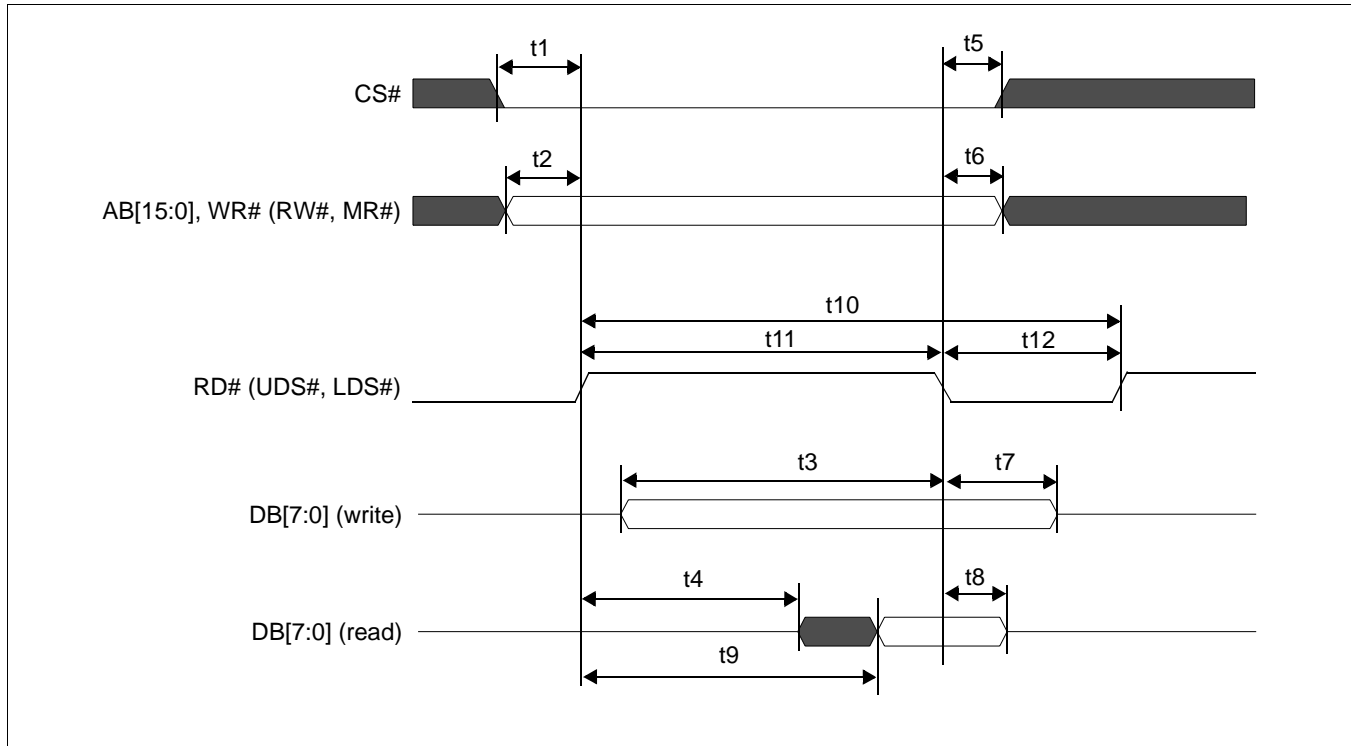 t1
t5
CS#
t2
t6
AB[15:0], WR# (RW#, MR#)
t10
t11
t12
RD# (UDS#, LDS#)
t3
t7
DB[7:0] (write)
t4
t8
DB[7:0] (read)
t9